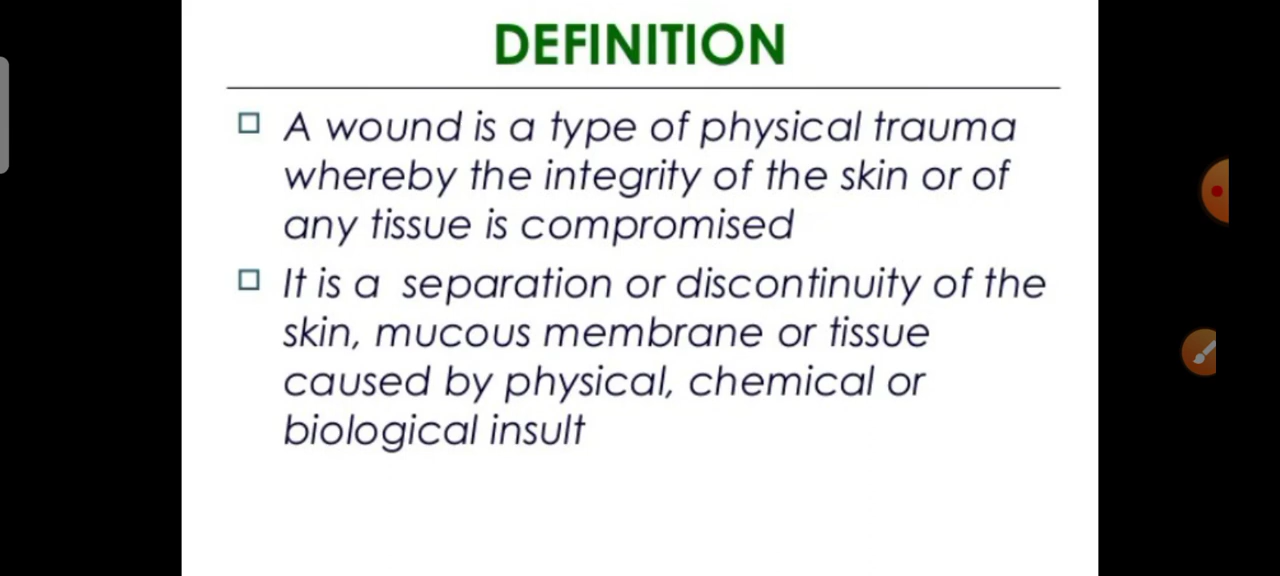 DEFINITION
A wound is a type of physical trauma
whereby the integrity of the skin or of
any tissue is compromised
It is a  separation or discontinuity of the
skin, mucous membrane or tissue
caused by physical, chemical or
biological insult